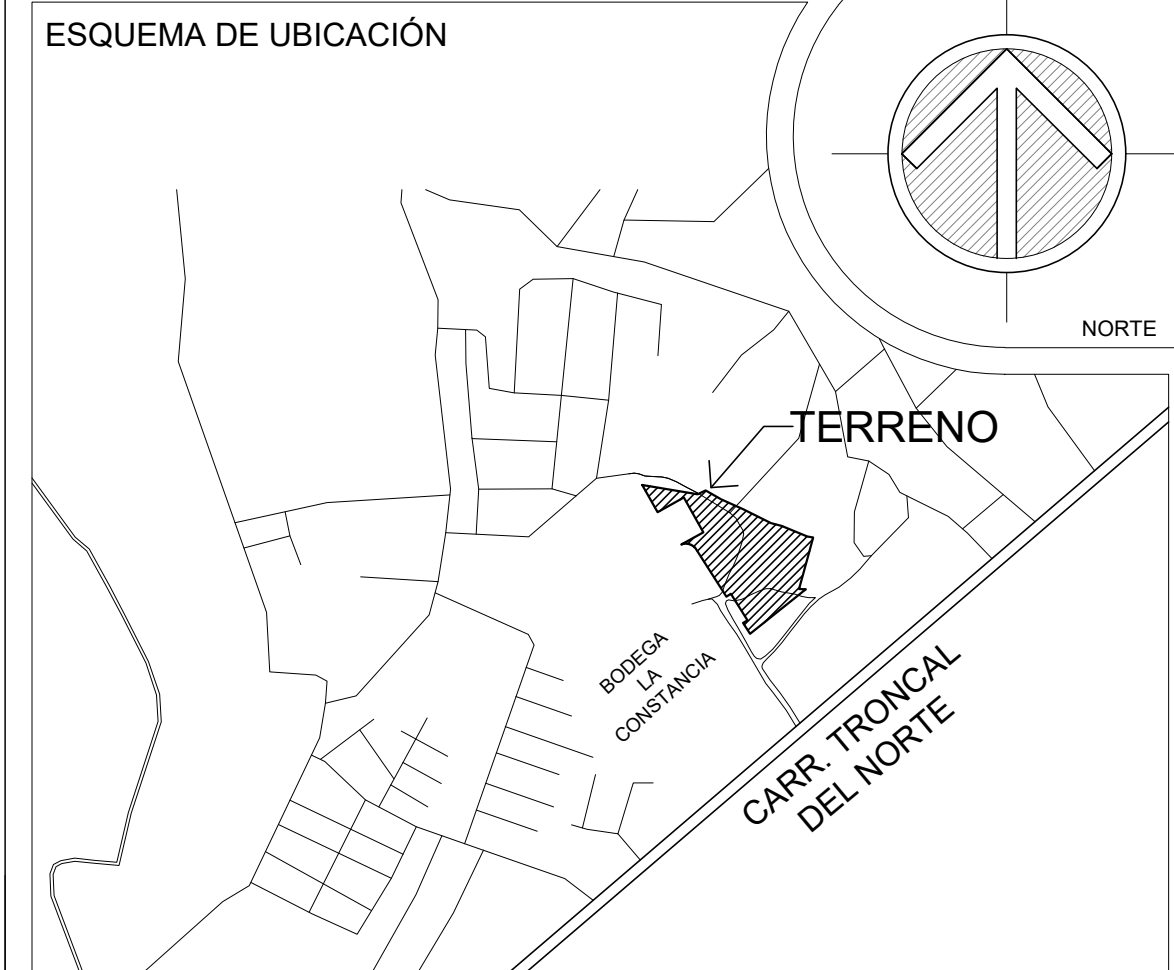 ESQUEMA DE UBICACIÓN
NORTE
TERRENO
BODEGA
LA
CONSTANCIA
CARR. TRONCAL
DEL NORTE